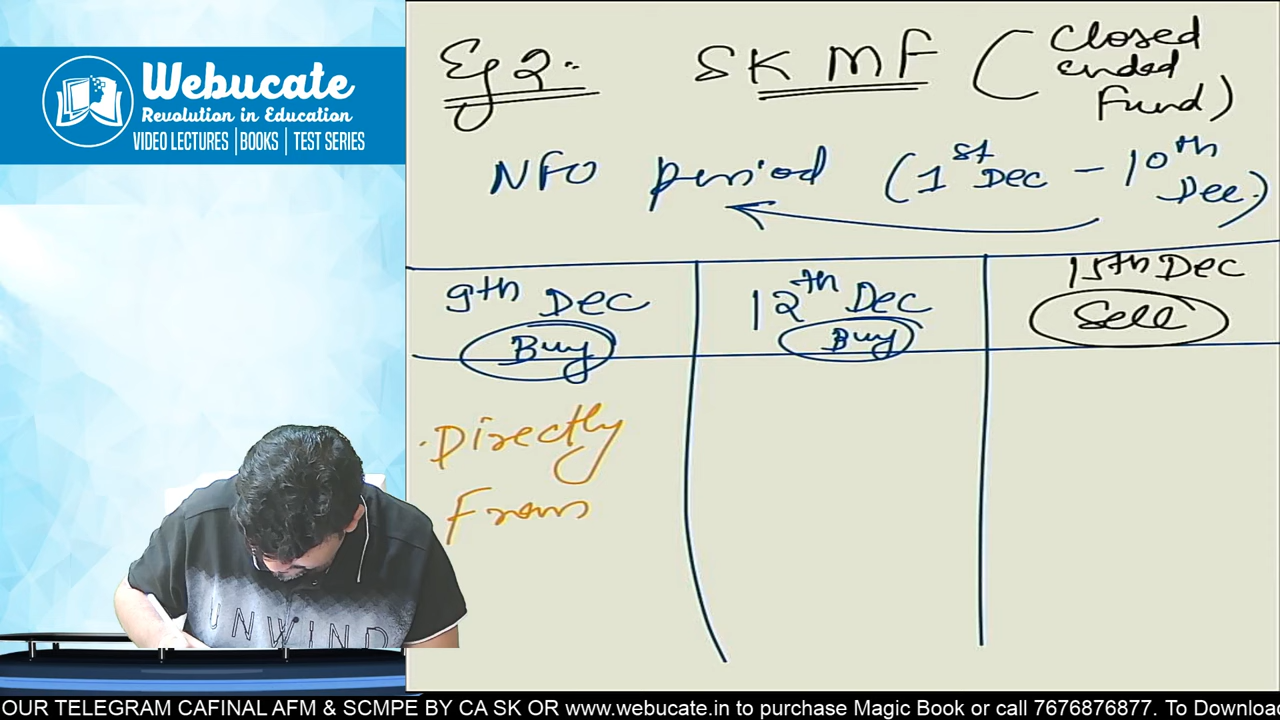 Webucate
Revolution in Education
VIDEO LECTURES | BOOKS | TEST SERIES
Eg 2:-
SK MF (Closed
ended
Fund)
NFO period (1st Dec - 10th
Dec)
9th Dec
Buy
12th Dec
Buy
15th Dec
Sell
. Directly
From
UNWIND
OUR TELEGRAM CAFINAL AFM & SCMPE BY CA SK OR www.webucate.in to purchase Magic Book or call 7676876877. To Download